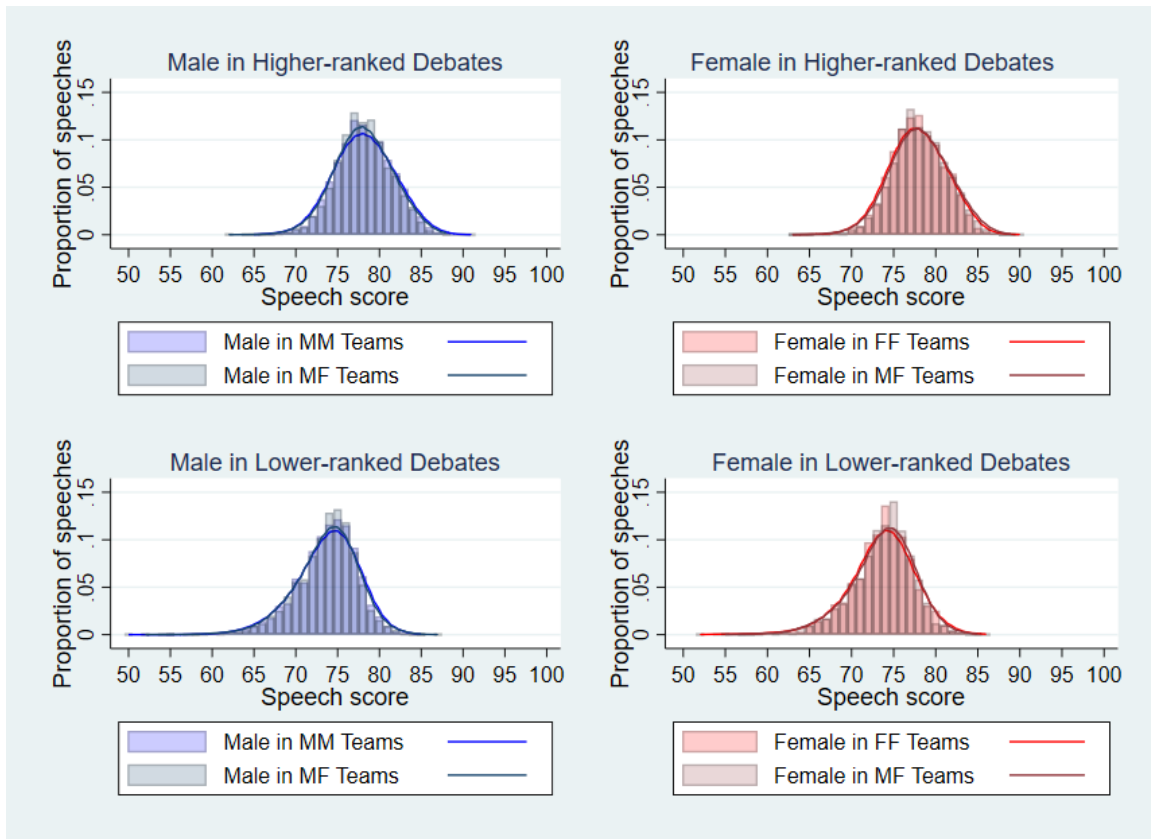 Male in Higher-ranked Debates
Proportion of speeches
0 .05 .1 .15
50 55 60 65 70 75 80 85 90 95 100
Speech score
Male in MM Teams
Male in MF Teams
Female in Higher-ranked Debates
Proportion of speeches
0 .05 .1 .15
50 55 60 65 70 75 80 85 90 95 100
Speech score
Female in FF Teams
Female in MF Teams
Male in Lower-ranked Debates
Proportion of speeches
0 .05 .1 .15
50 55 60 65 70 75 80 85 90 95 100
Speech score
Male in MM Teams
Male in MF Teams
Female in Lower-ranked Debates
Proportion of speeches
0 .05 .1 .15
50 55 60 65 70 75 80 85 90 95 100
Speech score
Female in FF Teams
Female in MF Teams